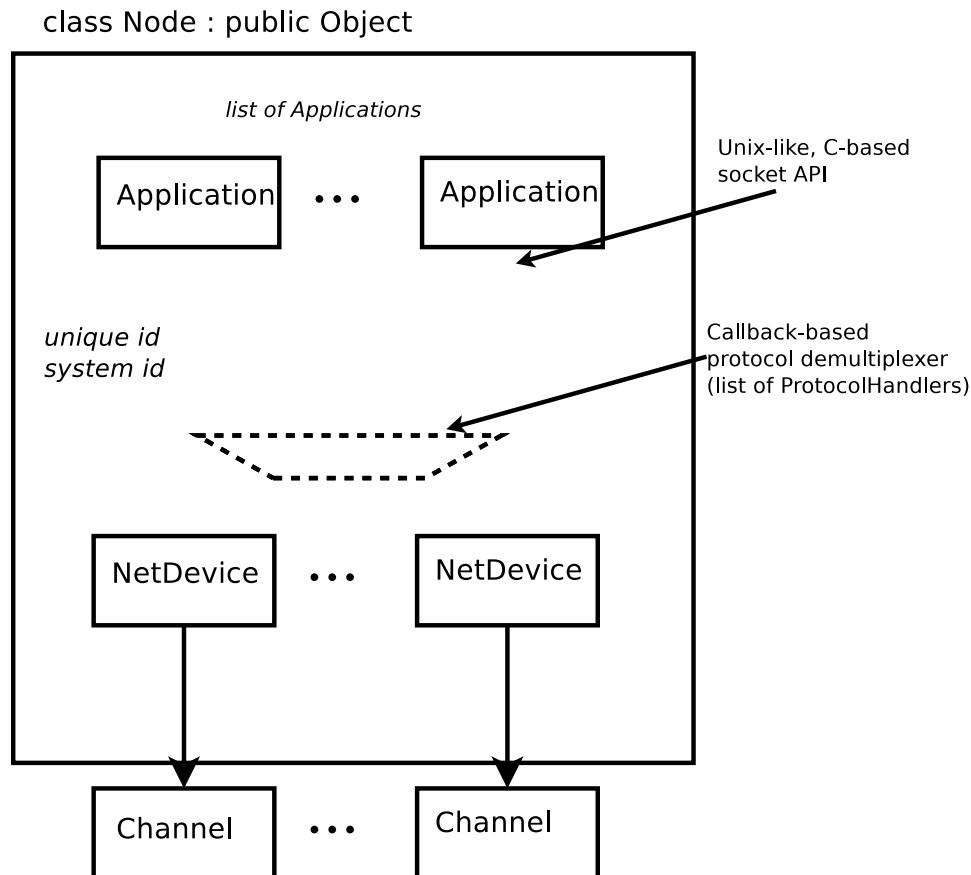 class Node : public Object
list of Applications
Unix-like, C-based
socket API
Application
...
Application
unique id
system id
Callback-based
protocol demultiplexer
(list of ProtocolHandlers)
NetDevice
...
NetDevice
Channel
...
Channel